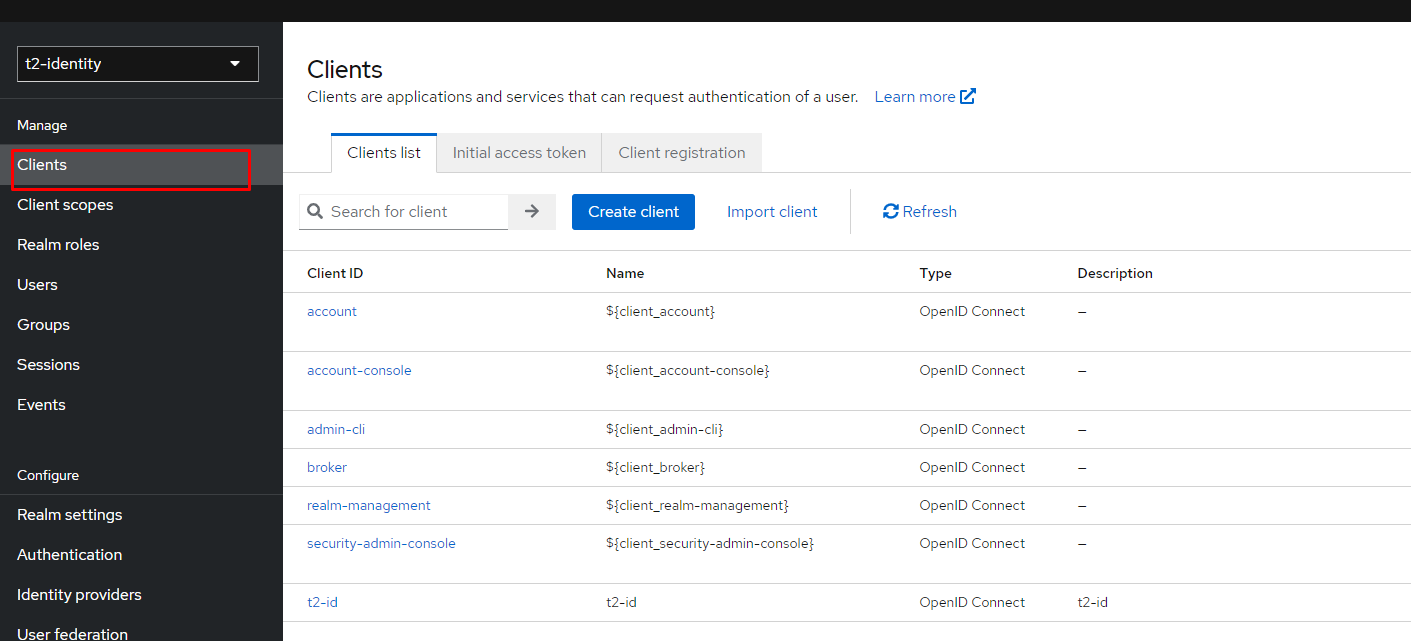 t2-identity
Manage
Clients
Client scopes
Realm roles
Users
Groups
Sessions
Events
Configure
Realm settings
Authentication
Identity providers
User federation
Clients
Clients are applications and services that can request authentication of a user. Learn more
Clients list Initial access token Client registration
Search for client Create client Import client Refresh
Client ID Name Type Description
account ${client_account} OpenID Connect –
account-console ${client_account-console} OpenID Connect –
admin-cli ${client_admin-cli} OpenID Connect –
broker ${client_broker} OpenID Connect –
realm-management ${client_realm-management} OpenID Connect –
security-admin-console ${client_security-admin-console} OpenID Connect –
t2-id t2-id OpenID Connect t2-id